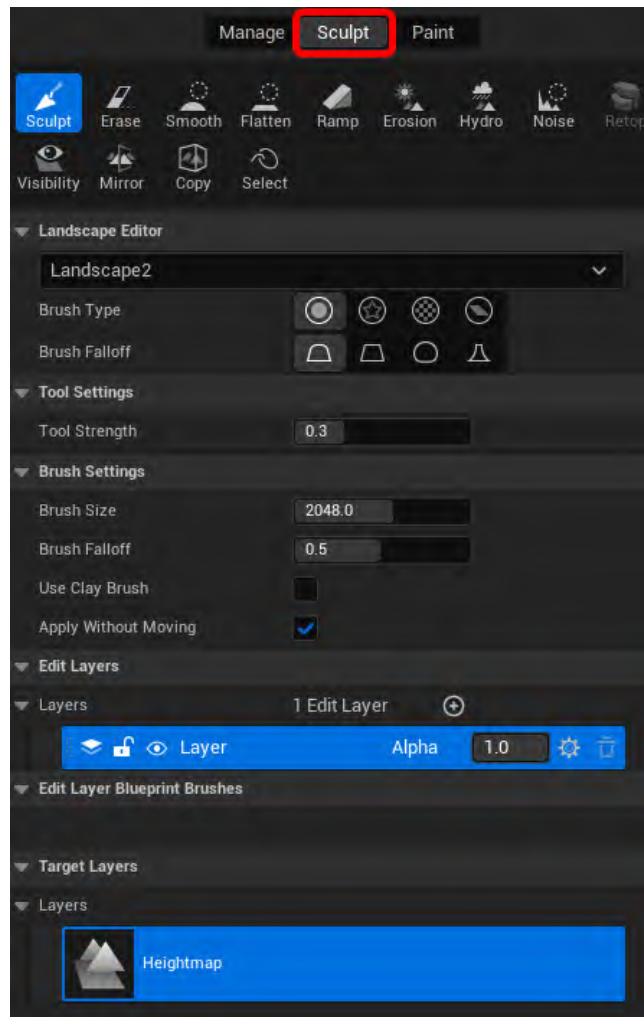 Manage Sculpt Paint
Sculpt Erase Smooth Flatten Ramp Erosion Hydro Noise Retop
Visibility Mirror Copy Select
Landscape Editor
Landscape2
Brush Type
Brush Falloff
Tool Settings
Tool Strength 0.3
Brush Settings
Brush Size 2048.0
Brush Falloff 0.5
Use Clay Brush
Apply Without Moving
Edit Layers
Layers 1 Edit Layer
Layer Alpha 1.0
Edit Layer Blueprint Brushes
Target Layers
Layers
Heightmap